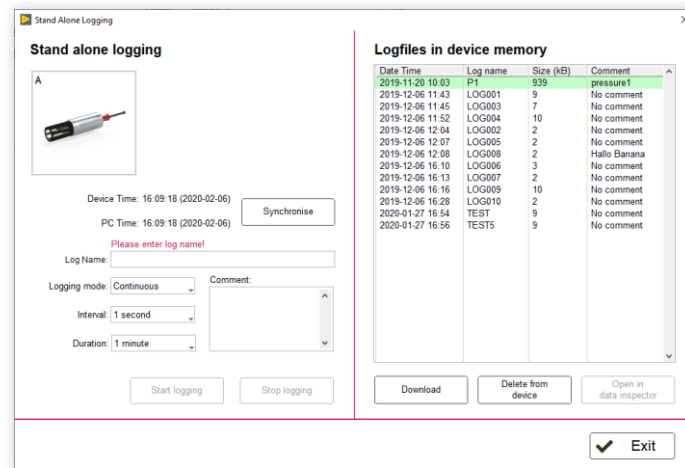 Stand Alone Logging
Stand alone logging
A
Device Time: 16:09:18 (2020-02-06)
PC Time: 16:09:18 (2020-02-06)
Synchronise
Please enter log name!
Log Name:
Logging mode: Continuous
Comment:
Interval: 1 second
Duration: 1 minute
Start logging
Stop logging
Logfiles in device memory
Date Time Log name Size (kB) Comment
2019-11-20 10:03 P1 939 pressure1
2019-12-06 11:43 LOG001 9 No comment
2019-12-06 11:45 LOG003 7 No comment
2019-12-06 11:52 LOG004 10 No comment
2019-12-06 12:04 LOG002 2 No comment
2019-12-06 12:07 LOG005 2 No comment
2019-12-06 12:08 LOG008 2 Hallo Banana
2019-12-06 16:10 LOG006 3 No comment
2019-12-06 16:13 LOG007 2 No comment
2019-12-06 16:16 LOG009 10 No comment
2019-12-06 16:28 LOG010 2 No comment
2020-01-27 16:54 TEST 9 No comment
2020-01-27 16:56 TEST5 9 No comment
Download
Delete from
device
Open in
data inspector
Exit